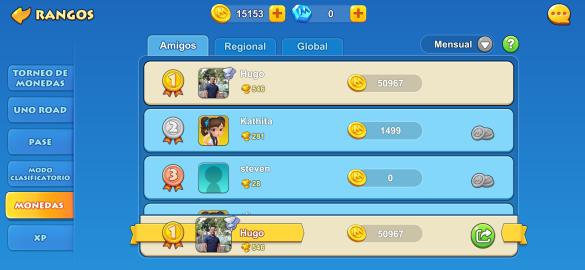 RANGOS
15153
0
Amigos
Regional
Global
Mensual
?
TORNEO DE
MONEDAS
UNO ROAD
PASE
MODO
CLASIFICATORIO
MONEDAS
XP
1
Hugo
546
50967
2
Kathita
281
1499
3
steven
28
0
1
Hugo
546
50967